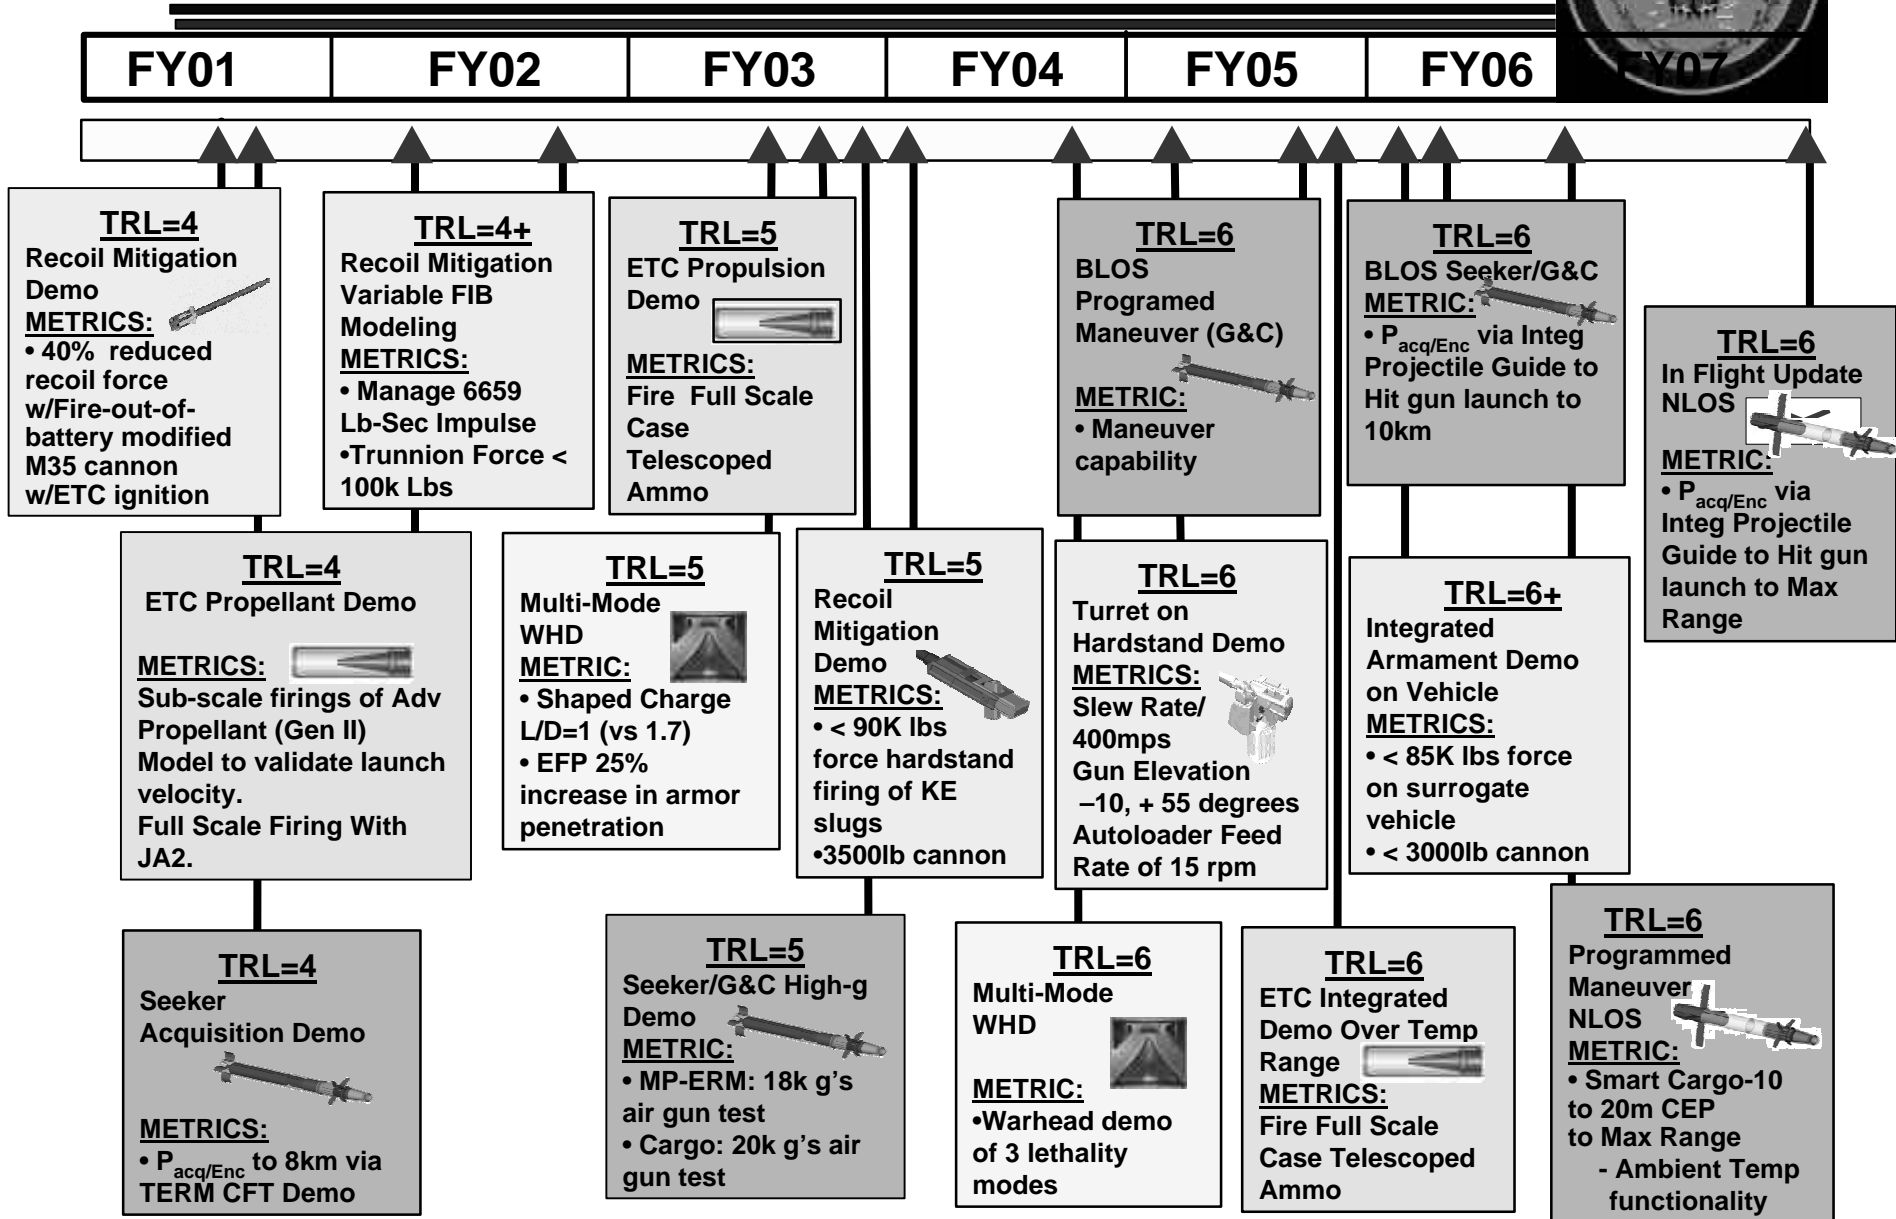 FY01 FY02 FY03 FY04 FY05 FY06 FY07
TRL=4
Recoil Mitigation
Demo
METRICS:
• 40% reduced
recoil force
w/Fire-out-of-
battery modified
M35 cannon
w/ETC ignition
TRL=4+
Recoil Mitigation
Variable FIB
Modeling
METRICS:
• Manage 6659
Lb-Sec Impulse
•Trunnion Force <
100k Lbs
TRL=5
ETC Propulsion
Demo
METRICS:
Fire Full Scale
Case
Telescoped
Ammo
TRL=6
BLOS
Programed
Maneuver (G&C)
METRIC:
• Maneuver
capability
TRL=6
BLOS Seeker/G&C
METRIC:
• Pacq/Enc via Integ
Projectile Guide to
Hit gun launch to
10km
TRL=6
In Flight Update
NLOS
METRIC:
• Pacq/Enc via
Integ Projectile
Guide to Hit gun
launch to Max
Range
TRL=4
ETC Propellant Demo
METRICS:
Sub-scale firings of Adv
Propellant (Gen II)
Model to validate launch
velocity.
Full Scale Firing With
JA2.
TRL=5
Multi-Mode
WHD
METRIC:
• Shaped Charge
L/D=1 (vs 1.7)
• EFP 25%
increase in armor
penetration
TRL=5
Recoil
Mitigation
Demo
METRICS:
• < 90K lbs
force hardstand
firing of KE
slugs
•3500lb cannon
TRL=6
Turret on
Hardstand Demo
METRICS:
Slew Rate/
400mps
Gun Elevation
–10, + 55 degrees
Autoloader Feed
Rate of 15 rpm
TRL=6+
Integrated
Armament Demo
on Vehicle
METRICS:
• < 85K lbs force
on surrogate
vehicle
• < 3000lb cannon
TRL=4
Seeker
Acquisition Demo
METRICS:
• Pacq/Enc to 8km via
TERM CFT Demo
TRL=5
Seeker/G&C High-g
Demo
METRIC:
• MP-ERM: 18k g's
air gun test
• Cargo: 20k g's air
gun test
TRL=6
Multi-Mode
WHD
METRIC:
•Warhead demo
of 3 lethality
modes
TRL=6
ETC Integrated
Demo Over Temp
Range
METRICS:
Fire Full Scale
Case Telescoped
Ammo
TRL=6
Programmed
Maneuver
NLOS
METRIC:
• Smart Cargo-10
to 20m CEP
to Max Range
- Ambient Temp
functionality